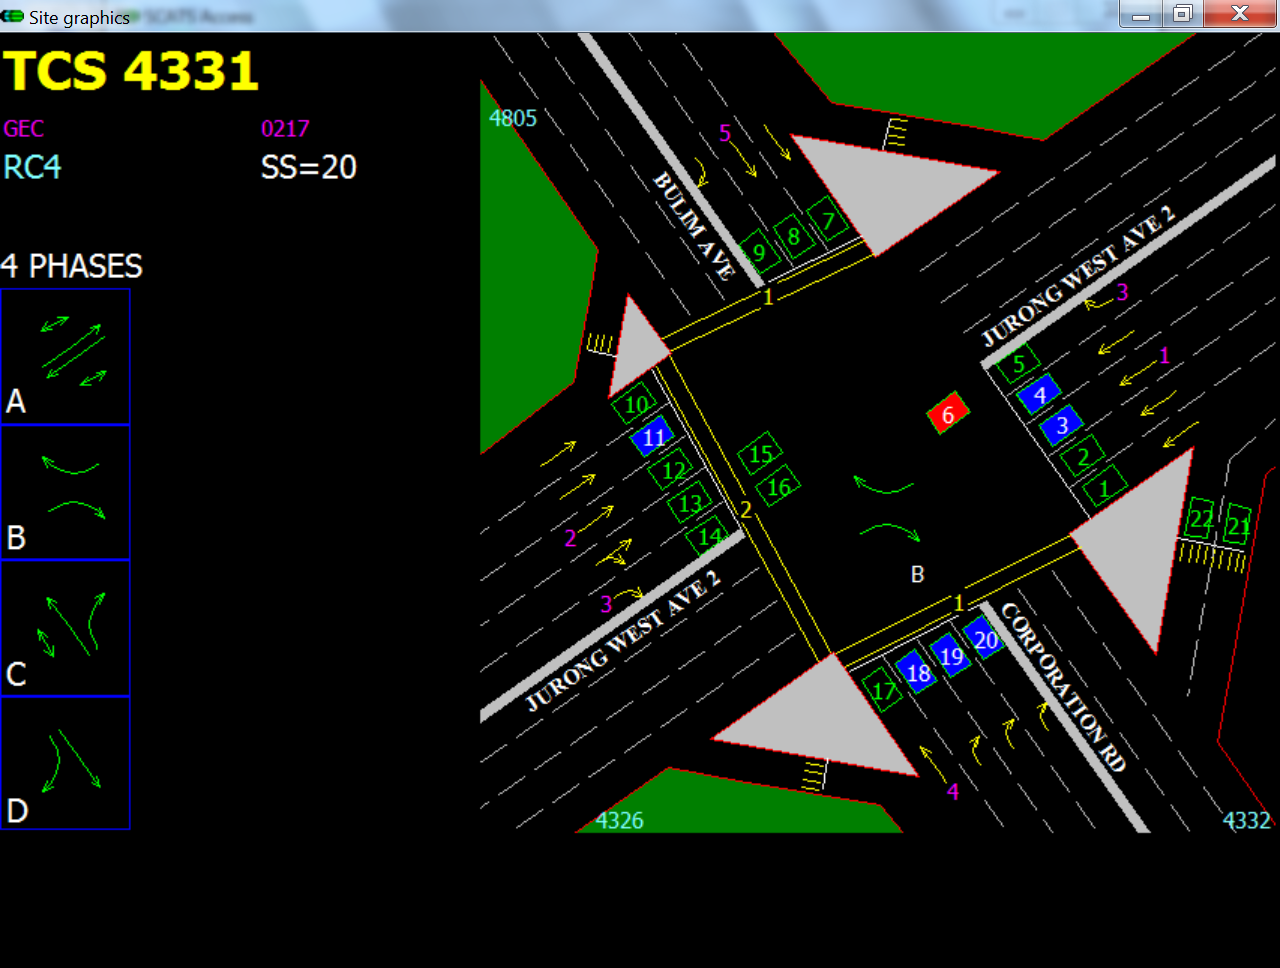 Site graphics
SCATS Access
TCS 4331
GEC 0217
RC4 SS=20
4 PHASES
A
B
C
D
4805
5
BULIM AVE
9 8 7
1
JURONG WEST AVE 2
3
1
5
4
3
2
1
6
22 21
10
11
12
13
14
15
16
2
2
3
JURONG WEST AVE 2
B
1
CORPORATION RD
17 18 19 20
4
4326
4332